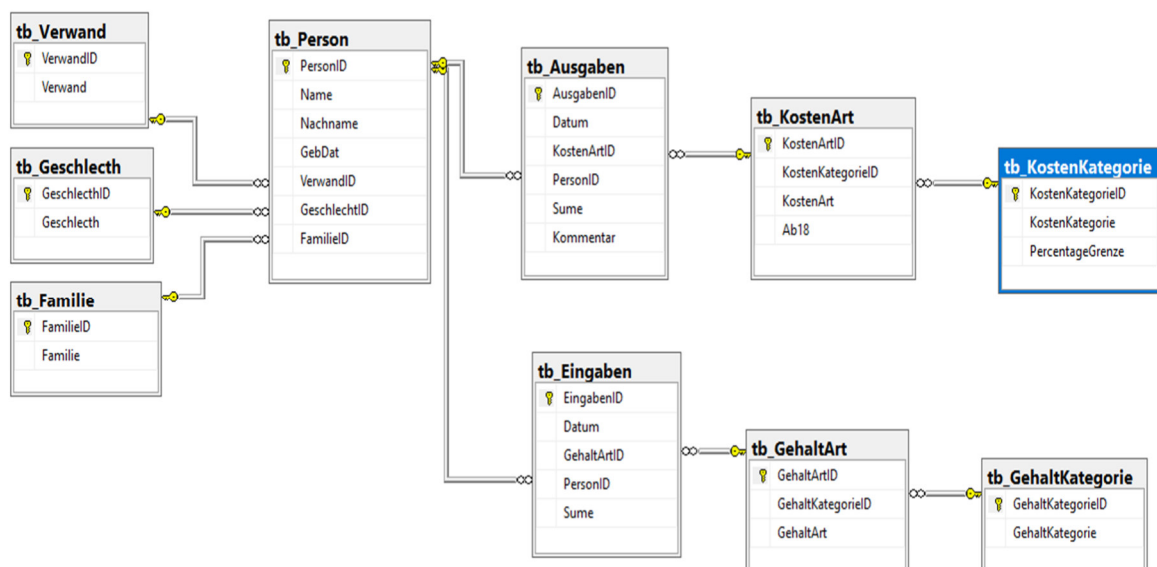 tb_Verwand
VerwandID
Verwand
tb_Geschlecth
GeschlecthID
Geschlecth
tb_Familie
FamilieID
Familie
tb_Person
PersonID
Name
Nachname
GebDat
VerwandID
GeschlechtID
FamilieID
tb_Ausgaben
AusgabenID
Datum
KostenArtID
PersonID
Sume
Kommentar
tb_KostenArt
KostenArtID
KostenKategorieID
KostenArt
Ab18
tb_KostenKategorie
KostenKategorieID
KostenKategorie
PercentageGrenze
tb_Eingaben
EingabenID
Datum
GehaltArtID
PersonID
Sume
tb_GehaltArt
GehaltArtID
GehaltKategorieID
GehaltArt
tb_GehaltKategorie
GehaltKategorieID
GehaltKategorie